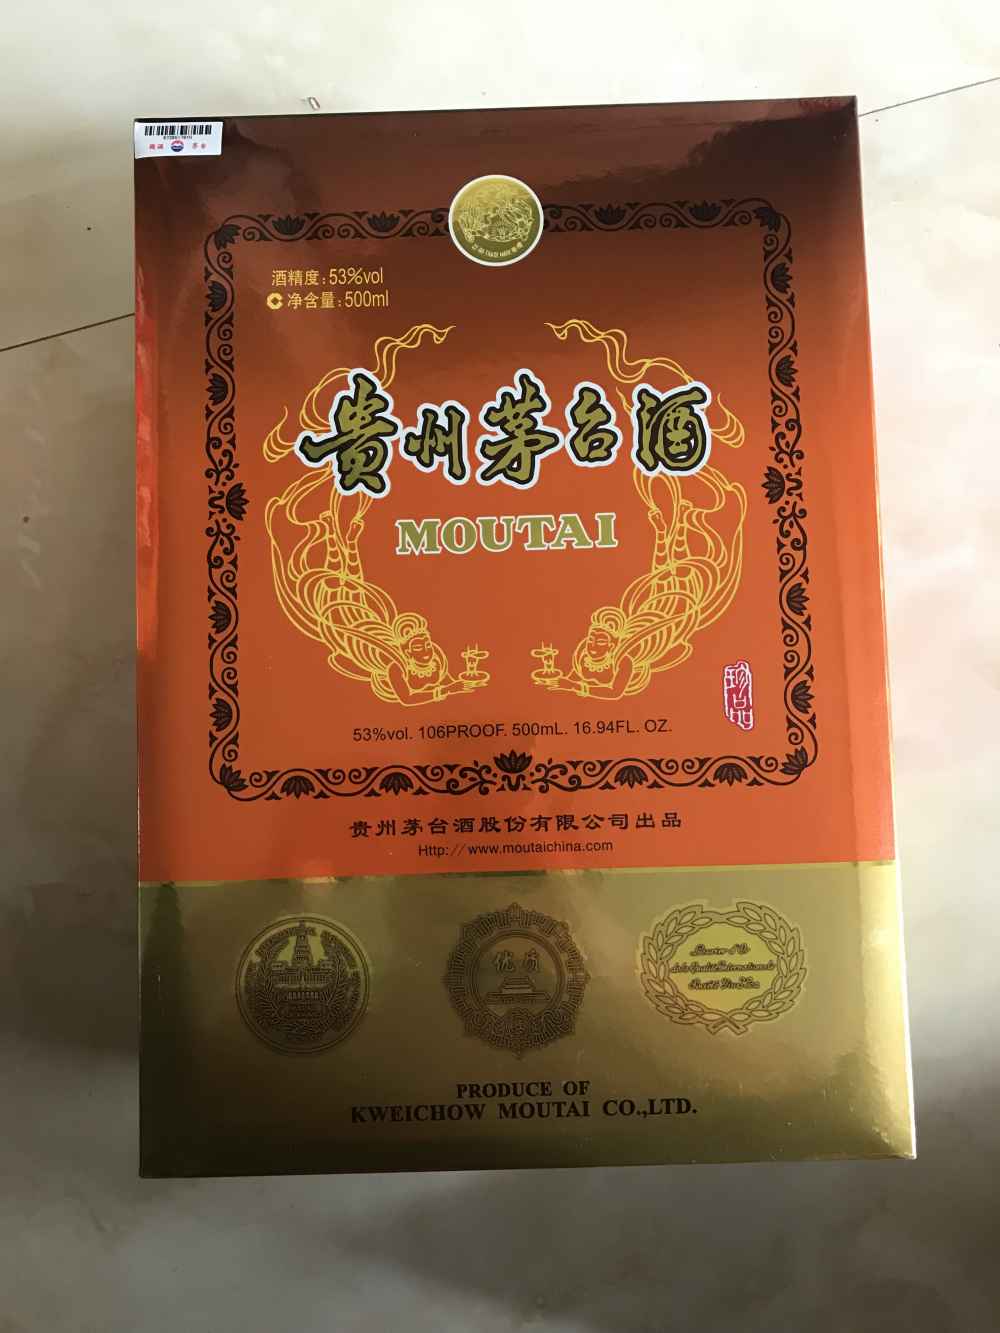 茅台
酒精度:53%vol
净含量:500ml
贵州茅台酒
MOUTAI
珍品
53%vol. 106PROOF. 500mL. 16.94FL. OZ.
贵州茅台酒股份有限公司出品
Http://www.moutaichina.com
优质
PRODUCE OF
KWEICHOW MOUTAI CO.,LTD.